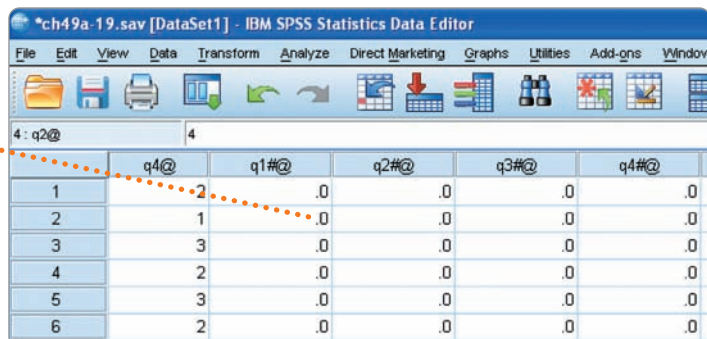 *ch49a-19.sav [DataSet1] - IBM SPSS Statistics Data Editor
File Edit View Data Transform Analyze Direct Marketing Graphs Utilities Add-ons Window
4 : q2@ 4
q4@ q1#@ q2#@ q3#@ q4#@
1 2 .0 .0 .0 .0
2 1 .0 .0 .0 .0
3 3 .0 .0 .0 .0
4 2 .0 .0 .0 .0
5 3 .0 .0 .0 .0
6 2 .0 .0 .0 .0